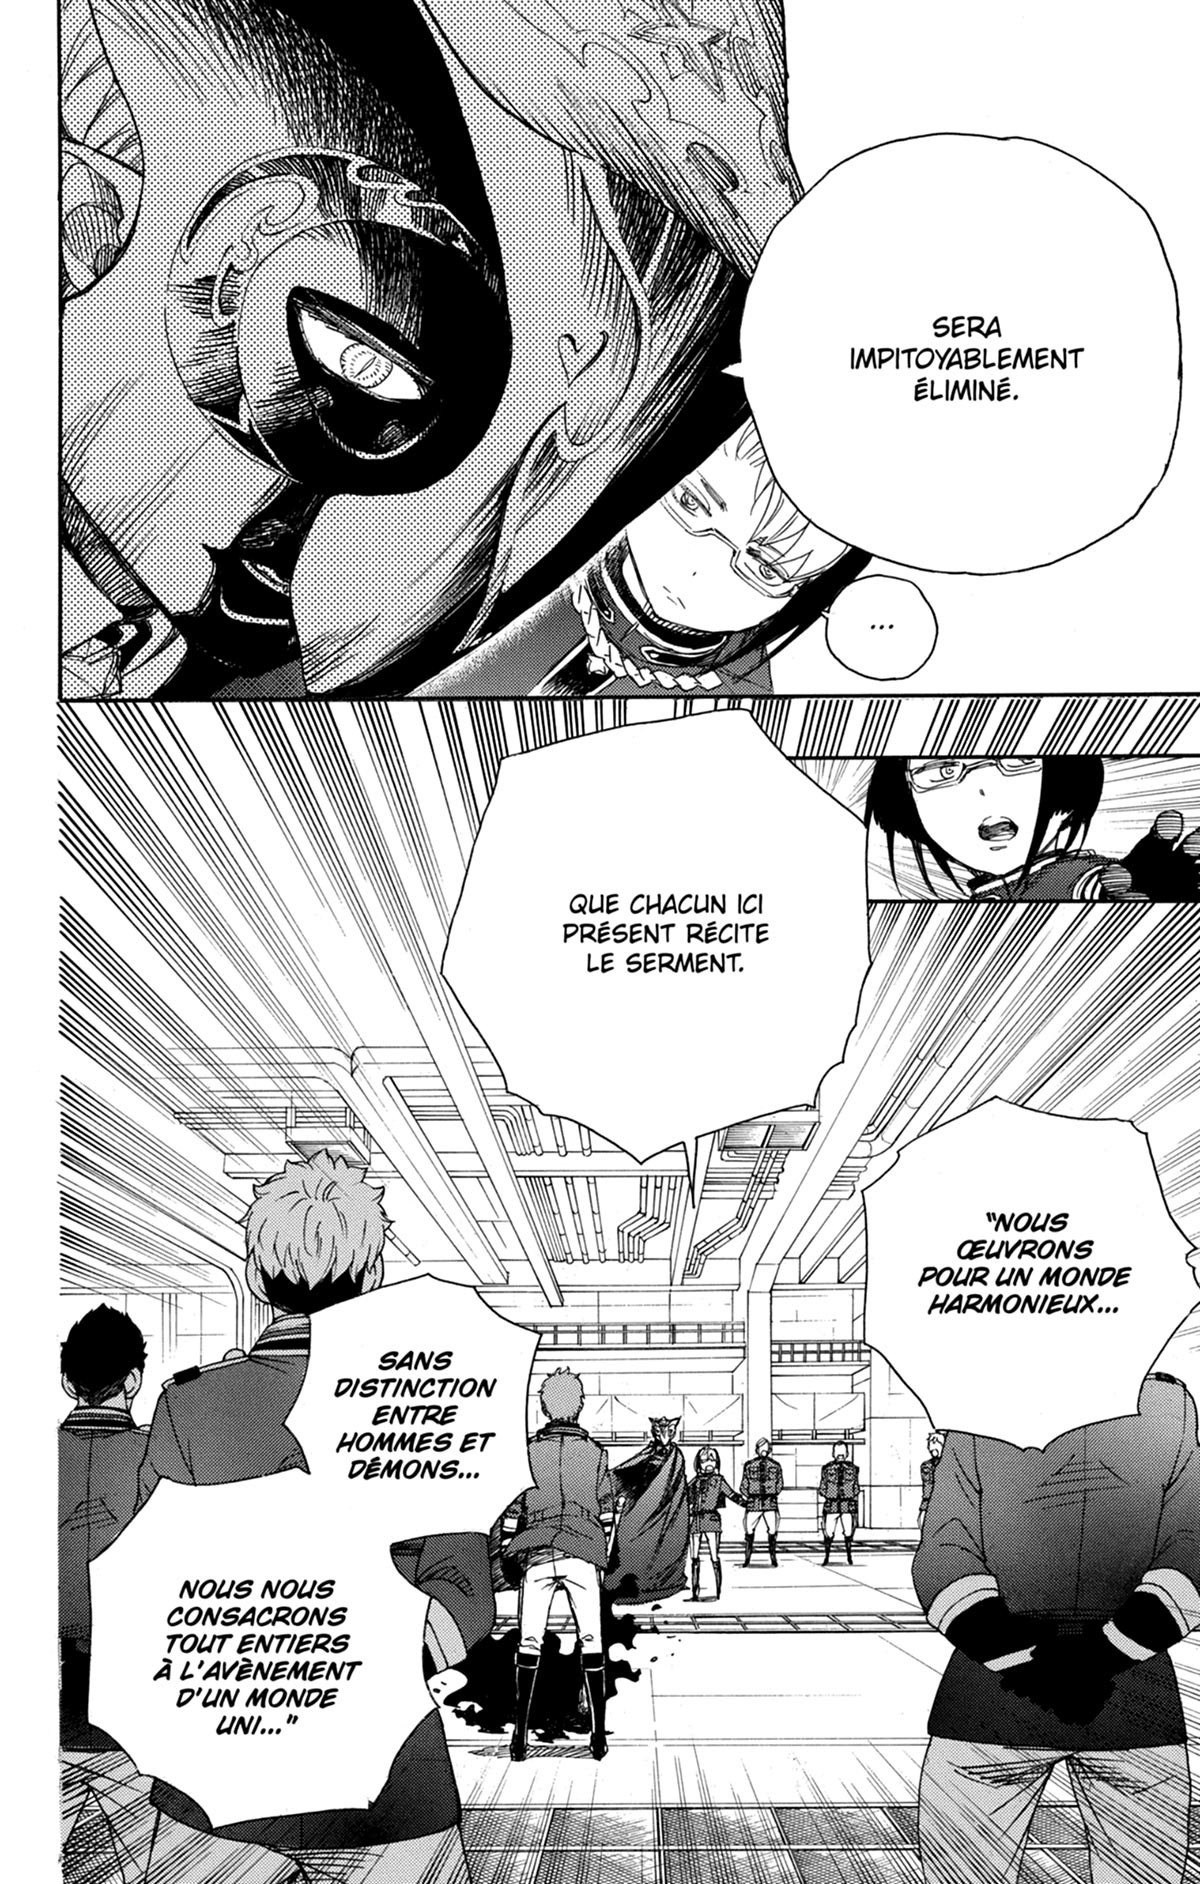 SERA
IMPITOYABLEMENT
ÉLIMINÉ.
...
QUE CHACUN ICI
PRÉSENT RÉCITE
LE SERMENT.
“NOUS
ŒUVRONS
POUR UN MONDE
HARMONIEUX...
SANS
DISTINCTION
ENTRE
HOMMES ET
DÉMONS...
NOUS NOUS
CONSACRONS
TOUT ENTIERS
À L'AVÈNEMENT
D'UN MONDE
UNI...”